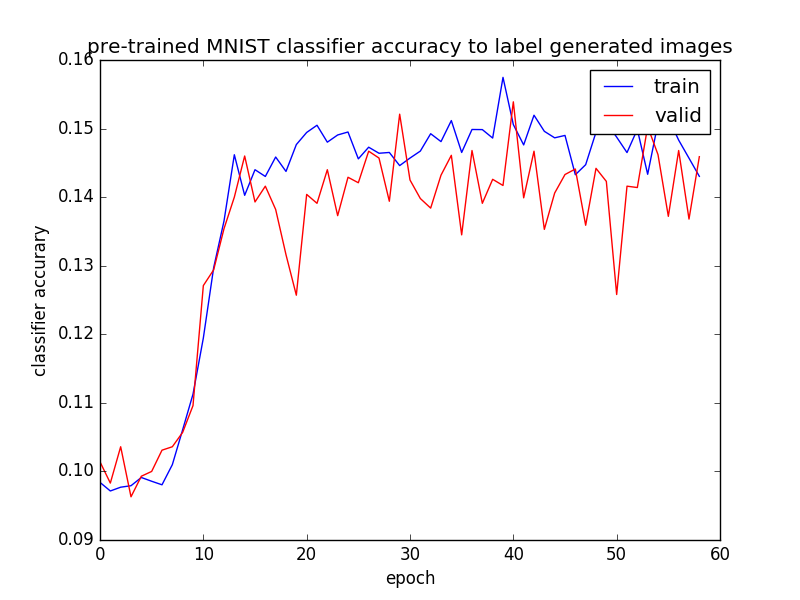 pre-trained MNIST classifier accuracy to label generated images
0.16
0.15
0.14
0.13
0.12
0.11
0.10
0.09
classifier accurary
train
valid
0 10 20 30 40 50 60
epoch